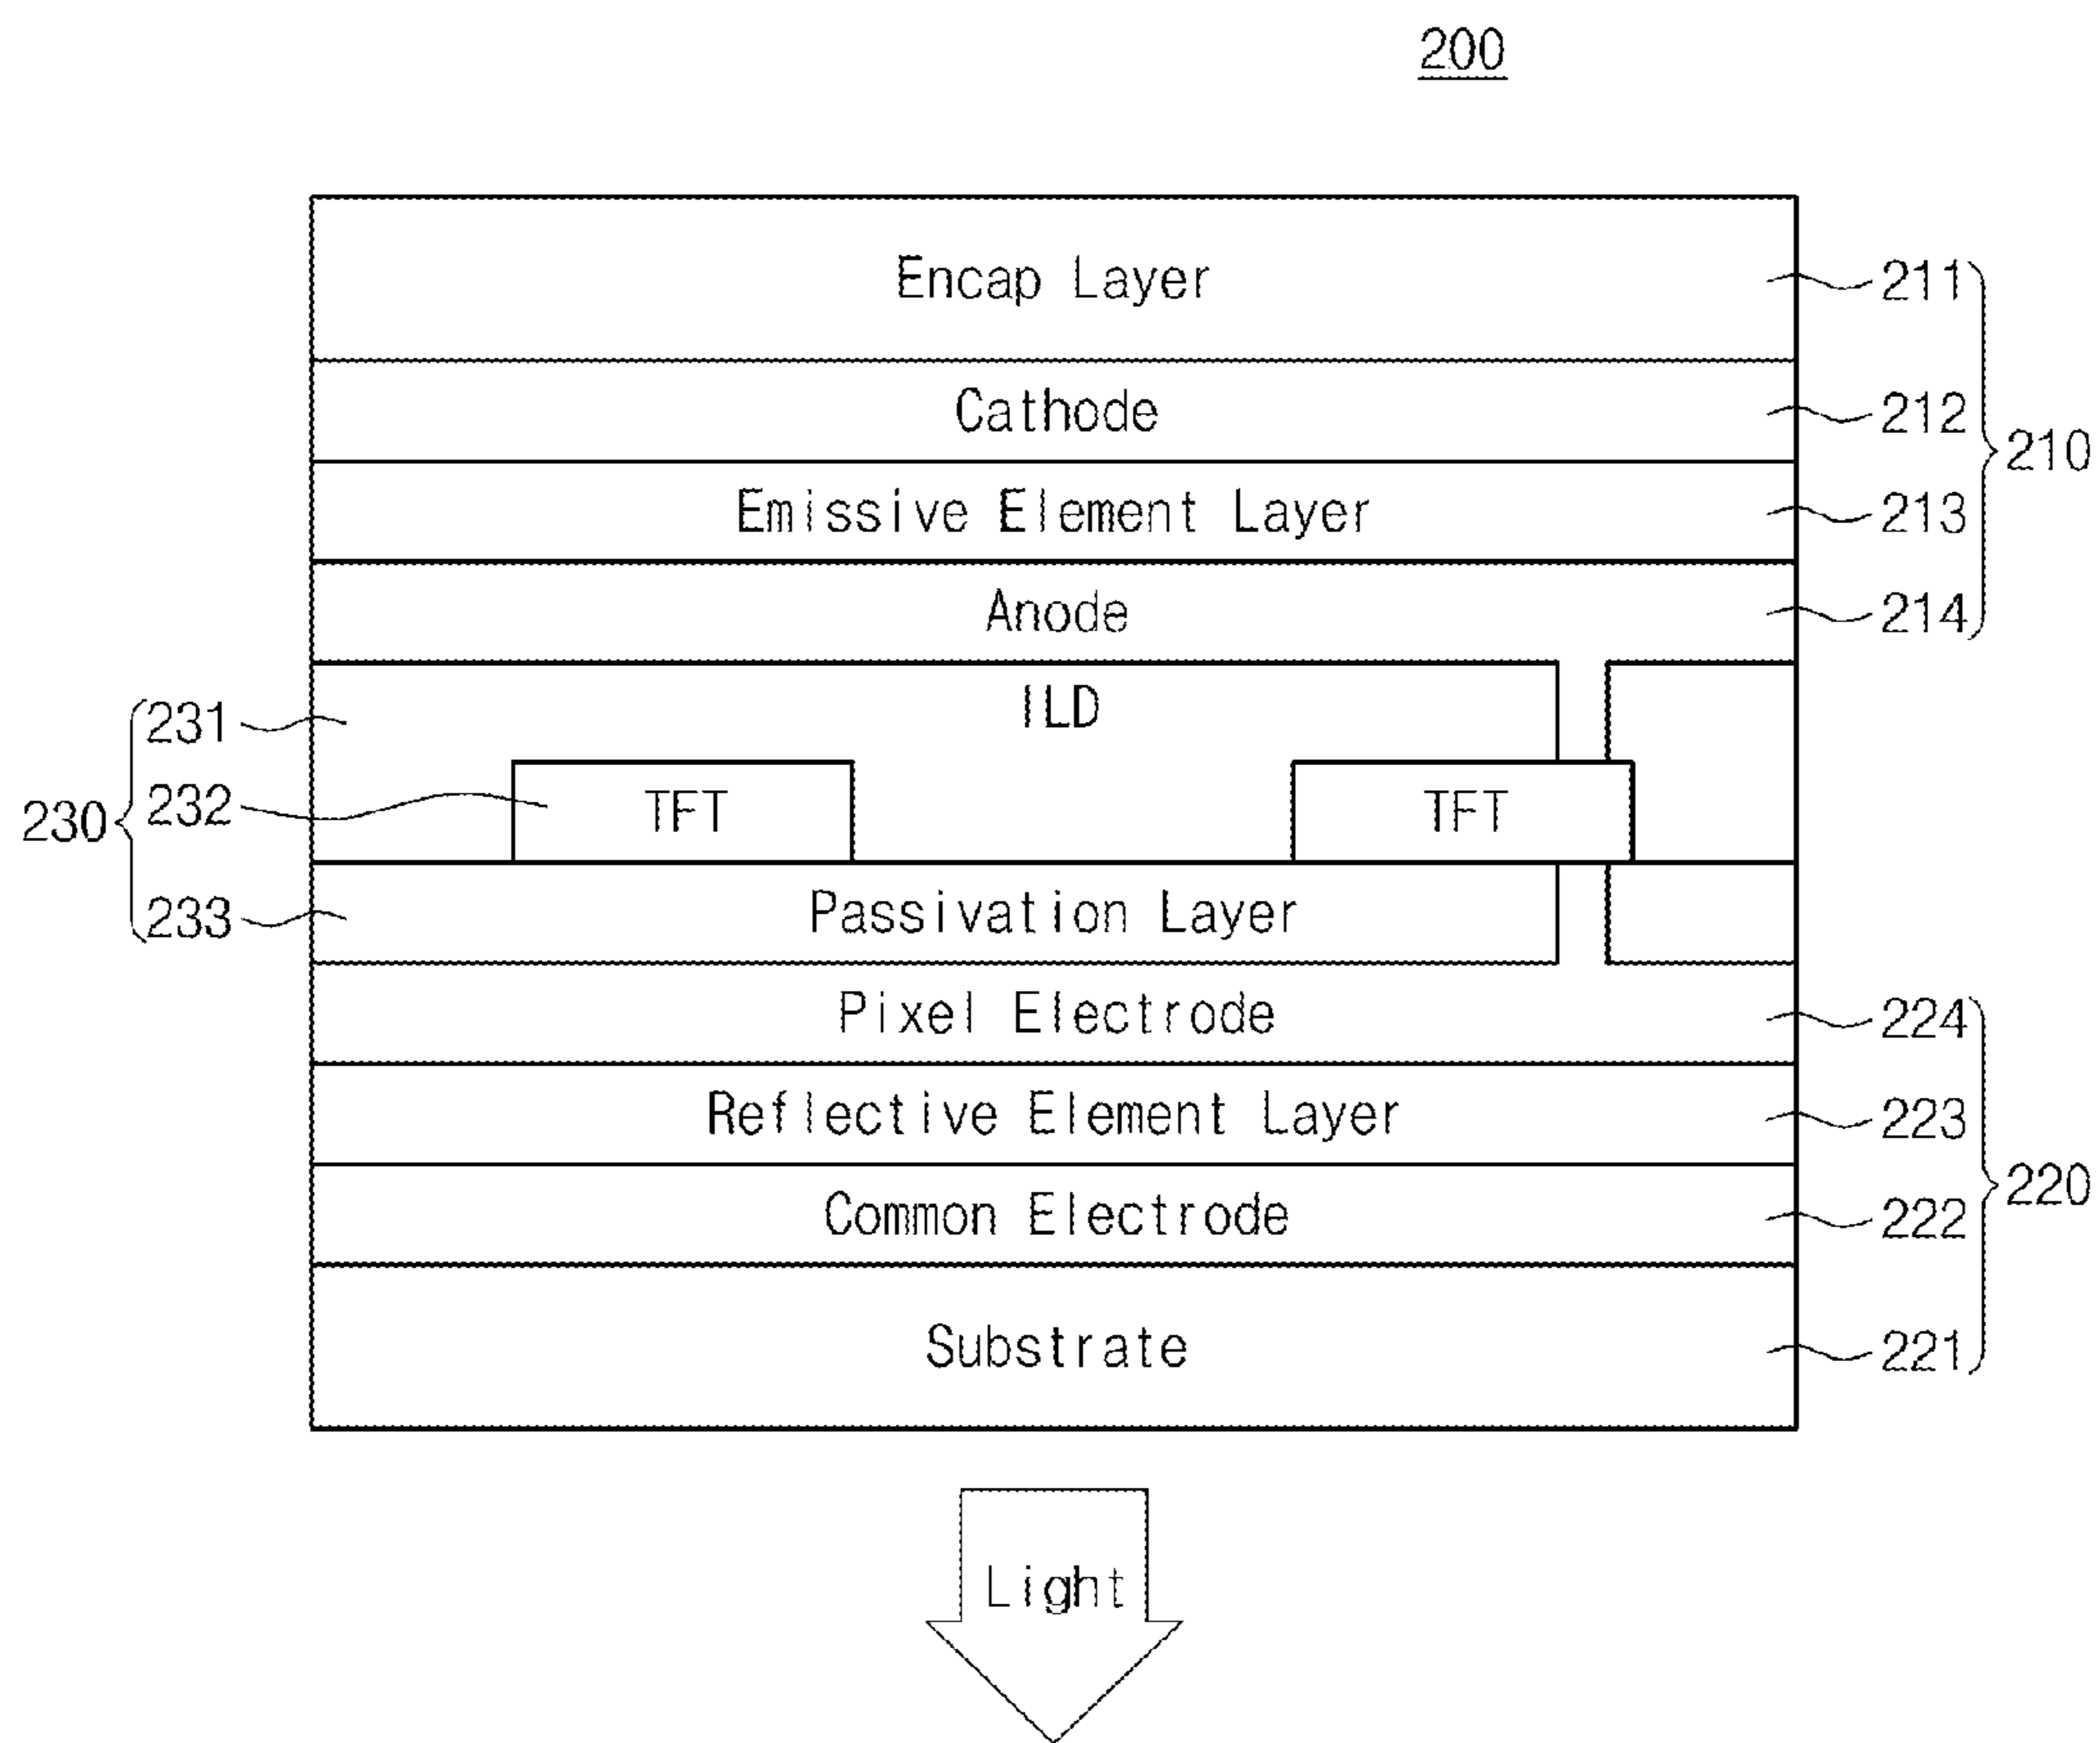 200
Encap Layer
211
Cathode
212
210
Emissive Element Layer
213
Anode
214
231
ILD
230
232
TFT
TFT
233
Passivation Layer
Pixel Electrode
224
Reflective Element Layer
223
220
Common Electrode
222
Substrate
221
Light